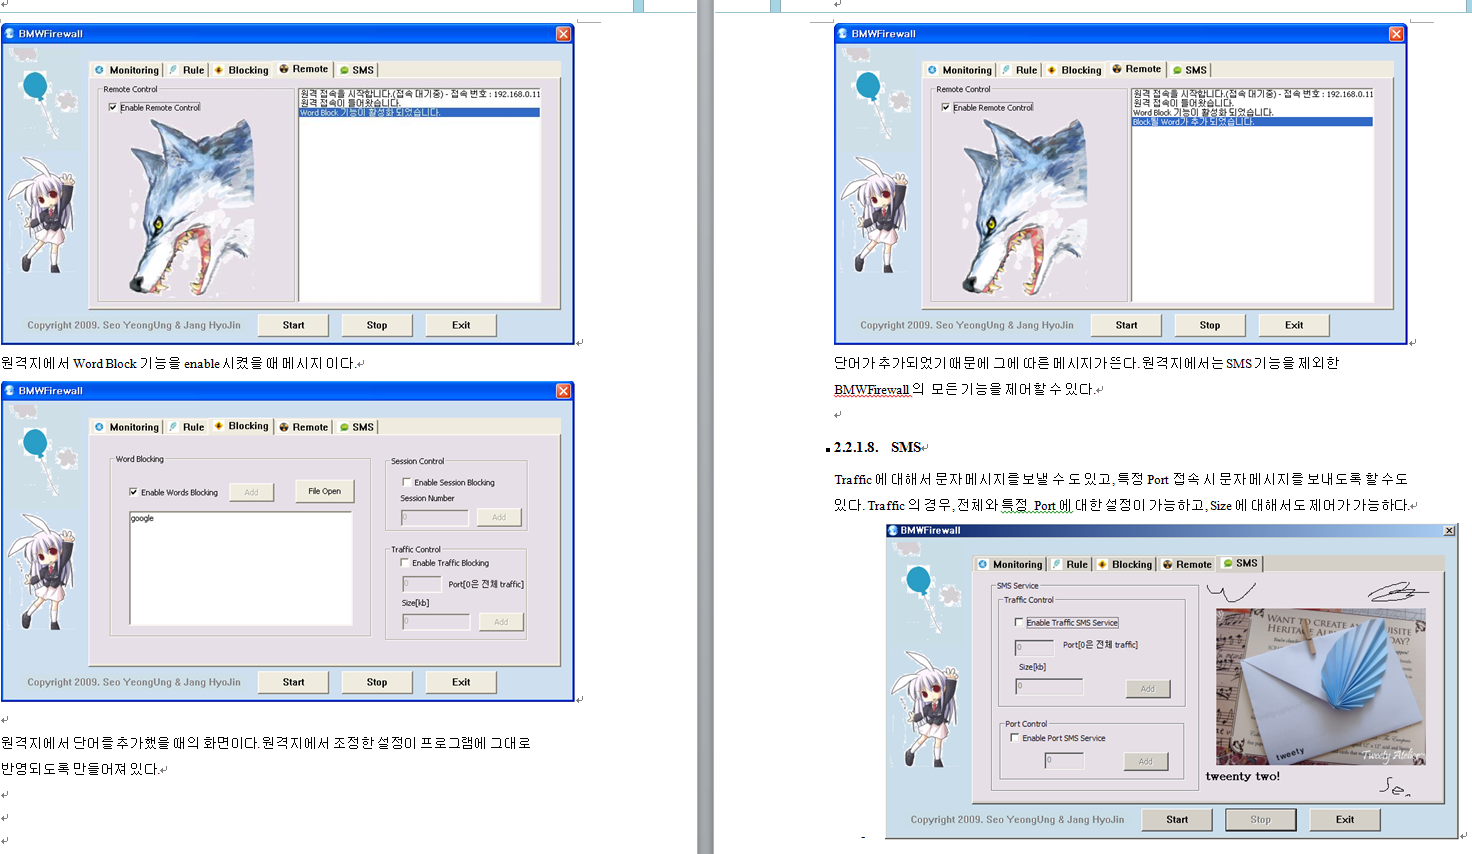 BMWFirewall
Monitoring Rule Blocking Remote SMS
Remote Control
Enable Remote Control
원격 접속을 시작합니다.(접속 대기중) - 접속 번호 : 192.168.0.11
원격 접속이 들어왔습니다.
Word Block 기능이 활성화 되었습니다.
Copyright 2009. Seo YeongUng & Jang HyoJin
Start Stop Exit
원격지에서 Word Block 기능을 enable 시켰을 때 메시지 이다.
BMWFirewall
Monitoring Rule Blocking Remote SMS
Word Blocking
Enable Words Blocking Add File Open
google
Session Control
Enable Session Blocking
Session Number
0 Add
Traffic Control
Enable Traffic Blocking
0 Port[0은 전체 traffic]
Size[kb]
0 Add
Copyright 2009. Seo YeongUng & Jang HyoJin
Start Stop Exit
원격지에서 단어를 추가했을 때의 화면이다. 원격지에서 조정한 설정이 프로그램에 그대로
반영되도록 만들어져 있다.
BMWFirewall
Monitoring Rule Blocking Remote SMS
Remote Control
Enable Remote Control
원격 접속을 시작합니다.(접속 대기중) - 접속 번호 : 192.168.0.11
원격 접속이 들어왔습니다.
Word Block 기능이 활성화 되었습니다.
Block될 Word가 추가 되었습니다.
Copyright 2009. Seo YeongUng & Jang HyoJin
Start Stop Exit
단어가 추가되었기 때문에 그에 따른 메시지가 뜬다. 원격지에서는 SMS 기능을 제외한
BMWFirewall 의 모든 기능을 제어할 수 있다.
2.2.1.8. SMS
Traffic 에 대해서 문자 메시지를 보낼 수 도 있고, 특정 Port 접속 시 문자 메시지를 보내도록 할 수도
있다. Traffic 의 경우, 전체와 특정 Port 에 대한 설정이 가능하고, Size 에 대해서도 제어가 가능하다.
BMWFirewall
Monitoring Rule Blocking Remote SMS
SMS Service
Traffic Control
Enable Traffic SMS Service
0 Port[0은 전체 traffic]
Size[kb]
0 Add
Port Control
Enable Port SMS Service
0 Add
WANT TO CREATE
HERITAGE
DAY?
tweety
Tweety Atelier
tweenty two!
Copyright 2009. Seo YeongUng & Jang HyoJin
Start Stop Exit